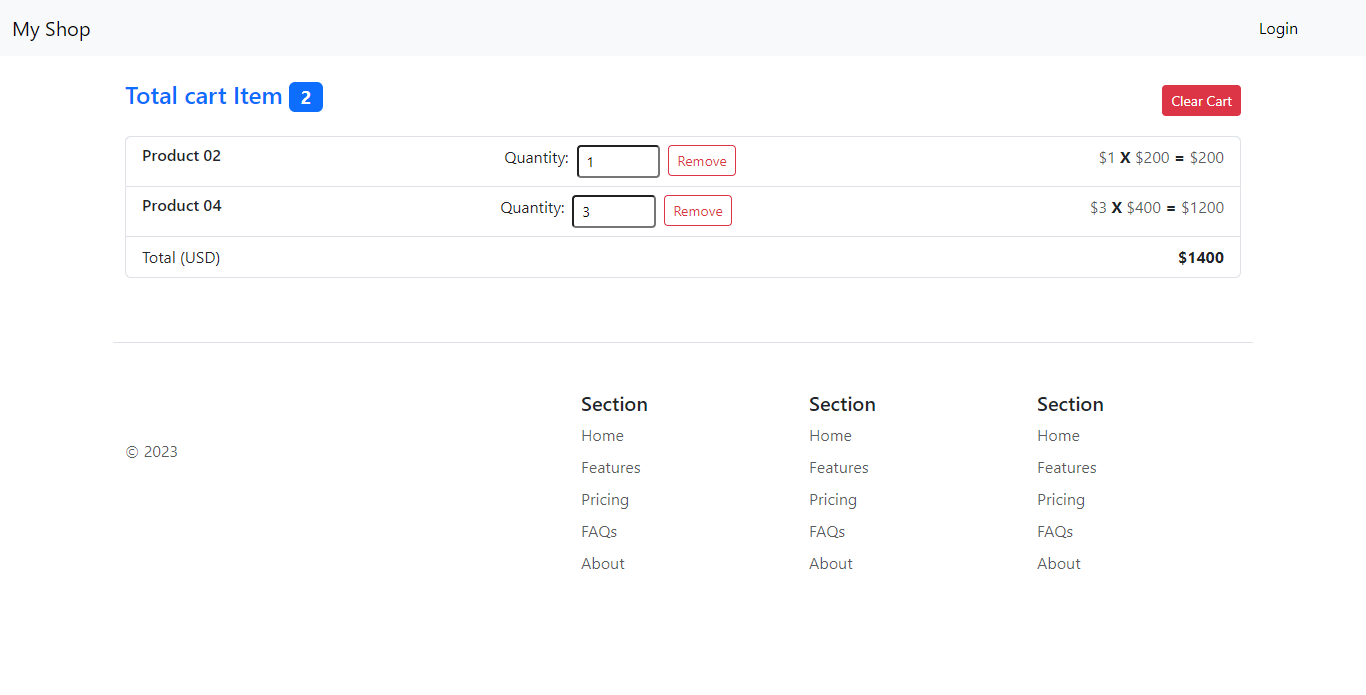 My Shop Login
Total cart Item 2 Clear Cart
Product 02 Quantity: 1 Remove $1 X $200 = $200
Product 04 Quantity: 3 Remove $3 X $400 = $1200
Total (USD) $1400
© 2023
Section
Home
Features
Pricing
FAQs
About
Section
Home
Features
Pricing
FAQs
About
Section
Home
Features
Pricing
FAQs
About